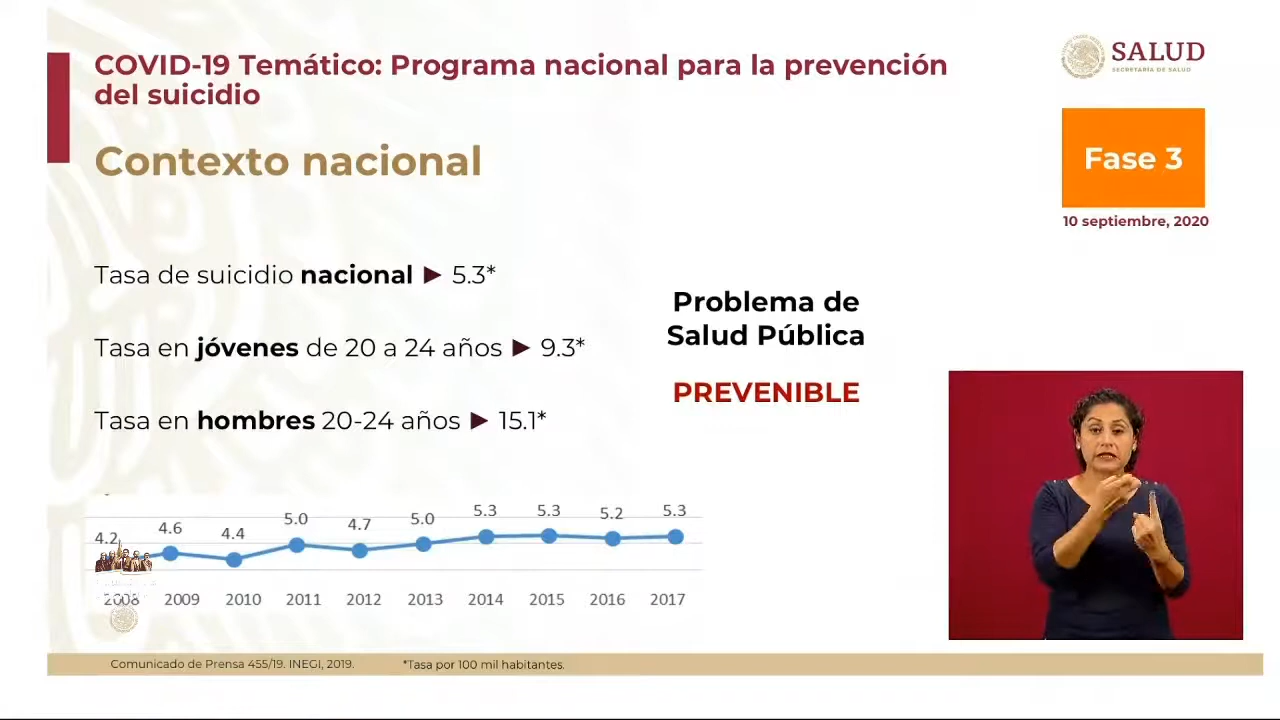 COVID-19 Temático: Programa nacional para la prevención
del suicidio
SALUD
SECRETARÍA DE SALUD
Contexto nacional
Fase 3
10 septiembre, 2020
Tasa de suicidio nacional ► 5.3*
Tasa en jóvenes de 20 a 24 años ► 9.3*
Tasa en hombres 20-24 años ► 15.1*
Problema de
Salud Pública
PREVENIBLE
4.2 4.6 4.4 5.0 4.7 5.0 5.3 5.3 5.2 5.3
2008 2009 2010 2011 2012 2013 2014 2015 2016 2017
Comunicado de Prensa 455/19. INEGI, 2019. *Tasa por 100 mil habitantes.